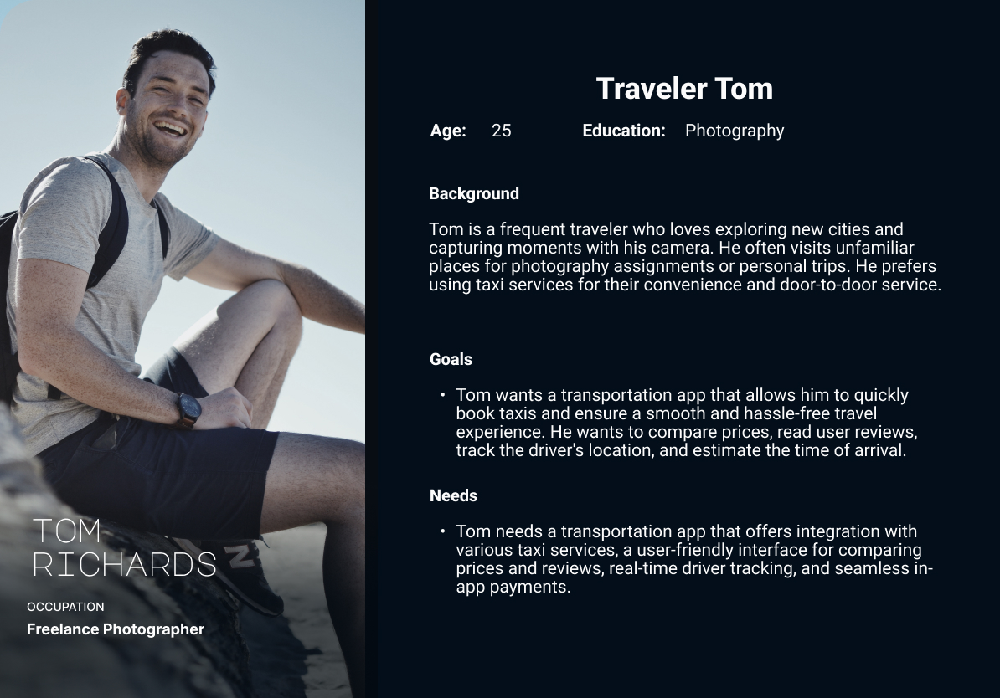 Traveler Tom
Age: 25 Education: Photography
Background
Tom is a frequent traveler who loves exploring new cities and
capturing moments with his camera. He often visits unfamiliar
places for photography assignments or personal trips. He prefers
using taxi services for their convenience and door-to-door service.
Goals
• Tom wants a transportation app that allows him to quickly
book taxis and ensure a smooth and hassle-free travel
experience. He wants to compare prices, read user reviews,
track the driver's location, and estimate the time of arrival.
Needs
• Tom needs a transportation app that offers integration with
various taxi services, a user-friendly interface for comparing
prices and reviews, real-time driver tracking, and seamless in-
app payments.
TOM
RICHARDS
OCCUPATION
Freelance Photographer
N